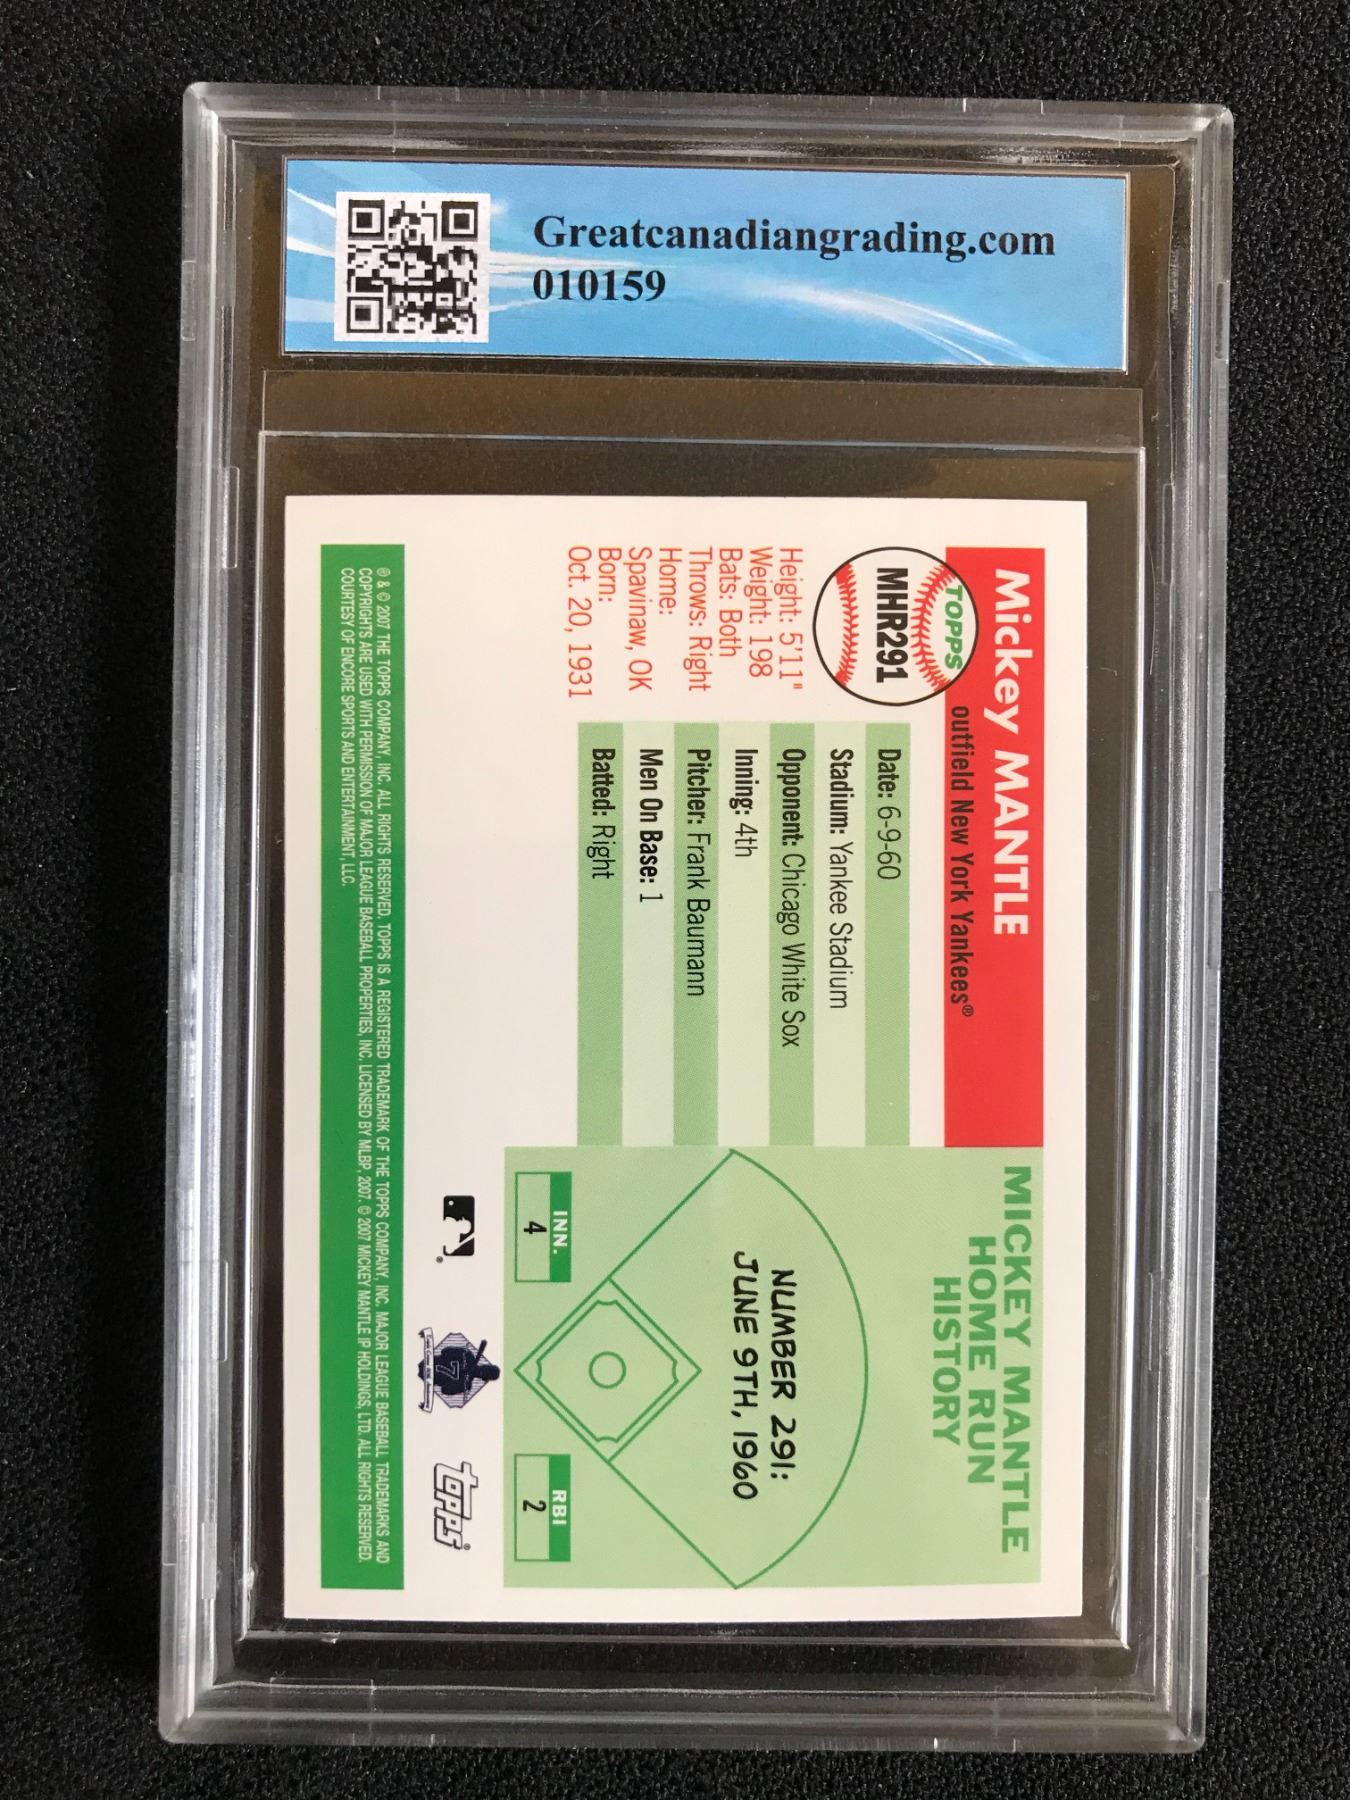 Greatcanadiangrading.com
010159
Mickey MANTLE
outfield New York Yankees®
TOPPS
MHR291
Height: 5'11"
Weight: 198
Bats: Both
Throws: Right
Home:
Spavinaw, OK
Born:
Oct. 20, 1931
Date: 6-9-60
Stadium: Yankee Stadium
Opponent: Chicago White Sox
Inning: 4th
Pitcher: Frank Baumann
Men On Base: 1
Batted: Right
MICKEY MANTLE
HOME RUN
HISTORY
NUMBER 291:
JUNE 9TH, 1960
INN.
4
RBI
2
7
topps®
® & © 2007 THE TOPPS COMPANY, INC. ALL RIGHTS RESERVED. TOPPS IS A REGISTERED TRADEMARK OF THE TOPPS COMPANY, INC. MAJOR LEAGUE BASEBALL TRADEMARKS AND
COPYRIGHTS ARE USED WITH PERMISSION OF MAJOR LEAGUE BASEBALL PROPERTIES, INC. LICENSED BY MLBP, 2007. © 2007 MICKEY MANTLE IP HOLDINGS, LTD. ALL RIGHTS RESERVED.
COURTESY OF ENCORE SPORTS AND ENTERTAINMENT, LLC.